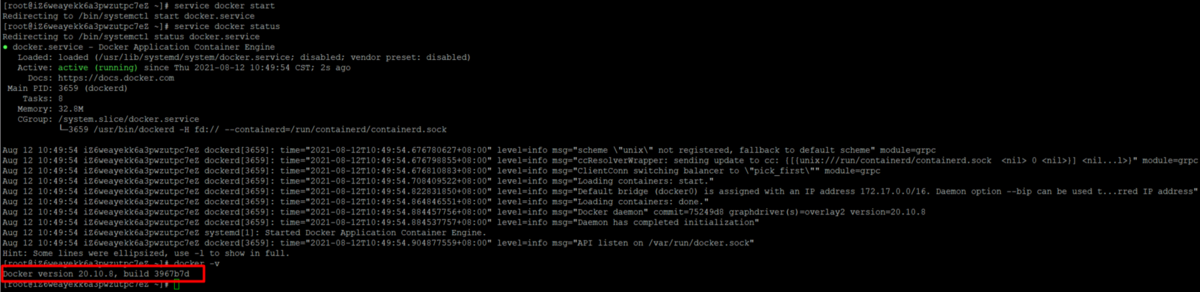 [root@iZ6weayekk6a3pwzutpc7eZ ~]# service docker start
Redirecting to /bin/systemctl start docker.service
[root@iZ6weayekk6a3pwzutpc7eZ ~]# service docker status
Redirecting to /bin/systemctl status docker.service
● docker.service - Docker Application Container Engine
Loaded: loaded (/usr/lib/systemd/system/docker.service; disabled; vendor preset: disabled)
Active: active (running) since Thu 2021-08-12 10:49:54 CST; 2s ago
Docs: https://docs.docker.com
Main PID: 3659 (dockerd)
Tasks: 8
Memory: 32.8M
CGroup: /system.slice/docker.service
└─3659 /usr/bin/dockerd -H fd:// --containerd=/run/containerd/containerd.sock
Aug 12 10:49:54 iZ6weayekk6a3pwzutpc7eZ dockerd[3659]: time="2021-08-12T10:49:54.676780627+08:00" level=info msg="scheme \"unix\" not registered, fallback to default scheme" module=grpc
Aug 12 10:49:54 iZ6weayekk6a3pwzutpc7eZ dockerd[3659]: time="2021-08-12T10:49:54.676798855+08:00" level=info msg="ccResolverWrapper: sending update to cc: {[{unix:///run/containerd/containerd.sock  <nil> 0 <nil>}] <nil...l>}" module=grpc
Aug 12 10:49:54 iZ6weayekk6a3pwzutpc7eZ dockerd[3659]: time="2021-08-12T10:49:54.676810883+08:00" level=info msg="ClientConn switching balancer to \"pick_first\"" module=grpc
Aug 12 10:49:54 iZ6weayekk6a3pwzutpc7eZ dockerd[3659]: time="2021-08-12T10:49:54.708409522+08:00" level=info msg="Loading containers: start."
Aug 12 10:49:54 iZ6weayekk6a3pwzutpc7eZ dockerd[3659]: time="2021-08-12T10:49:54.822831850+08:00" level=info msg="Default bridge (docker0) is assigned with an IP address 172.17.0.0/16. Daemon option --bip can be used t...rred IP address"
Aug 12 10:49:54 iZ6weayekk6a3pwzutpc7eZ dockerd[3659]: time="2021-08-12T10:49:54.864846551+08:00" level=info msg="Loading containers: done."
Aug 12 10:49:54 iZ6weayekk6a3pwzutpc7eZ dockerd[3659]: time="2021-08-12T10:49:54.884457756+08:00" level=info msg="Docker daemon" commit=75249d8 graphdriver(s)=overlay2 version=20.10.8
Aug 12 10:49:54 iZ6weayekk6a3pwzutpc7eZ dockerd[3659]: time="2021-08-12T10:49:54.884537757+08:00" level=info msg="Daemon has completed initialization"
Aug 12 10:49:54 iZ6weayekk6a3pwzutpc7eZ systemd[1]: Started Docker Application Container Engine.
Aug 12 10:49:54 iZ6weayekk6a3pwzutpc7eZ dockerd[3659]: time="2021-08-12T10:49:54.904877559+08:00" level=info msg="API listen on /var/run/docker.sock"
Hint: Some lines were ellipsized, use -l to show in full.
[root@iZ6weayekk6a3pwzutpc7eZ ~]# docker -v
Docker version 20.10.8, build 3967b7d
[root@iZ6weayekk6a3pwzutpc7eZ ~]#